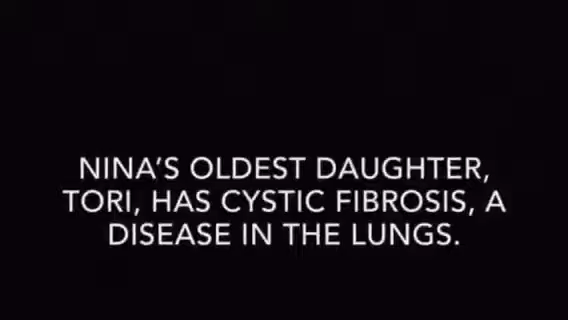 NINA'S OLDEST DAUGHTER,
TORI, HAS CYSTIC FIBROSIS, A
DISEASE IN THE LUNGS.